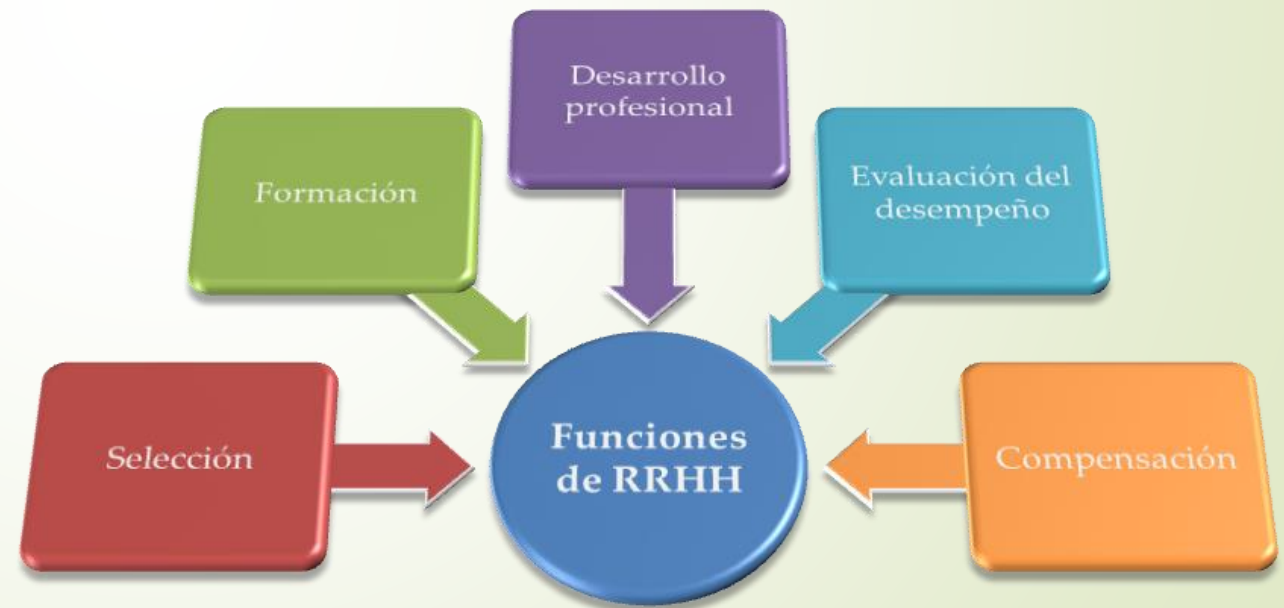 Desarrollo
profesional
Formación
Evaluación del
desempeño
Selección
Funciones
de RRHH
Compensación